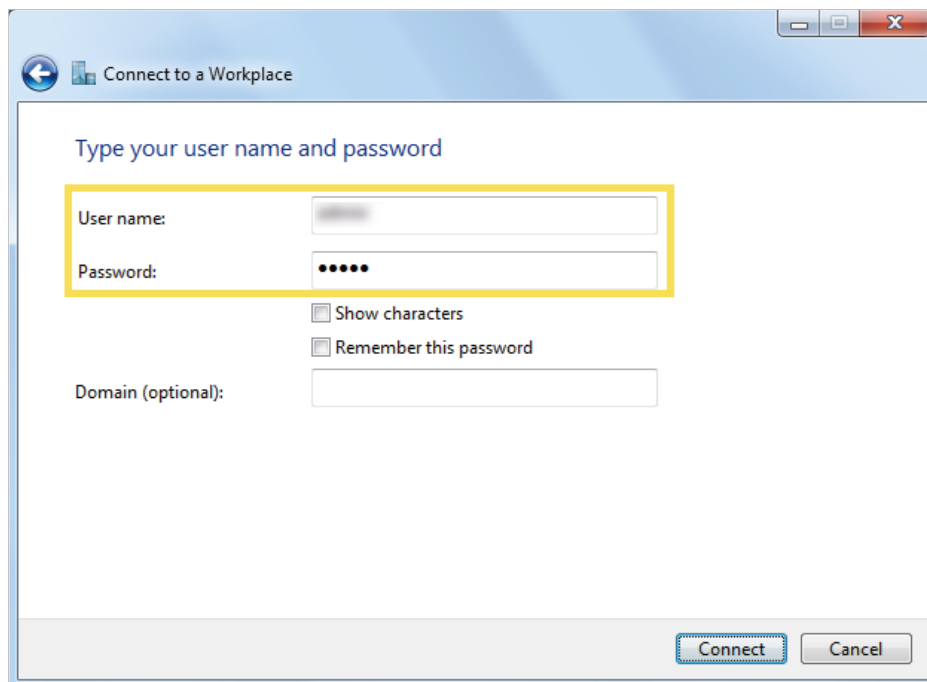 Connect to a Workplace
Type your user name and password
User name:
Password: •••••
Show characters
Remember this password
Domain (optional):
Connect Cancel